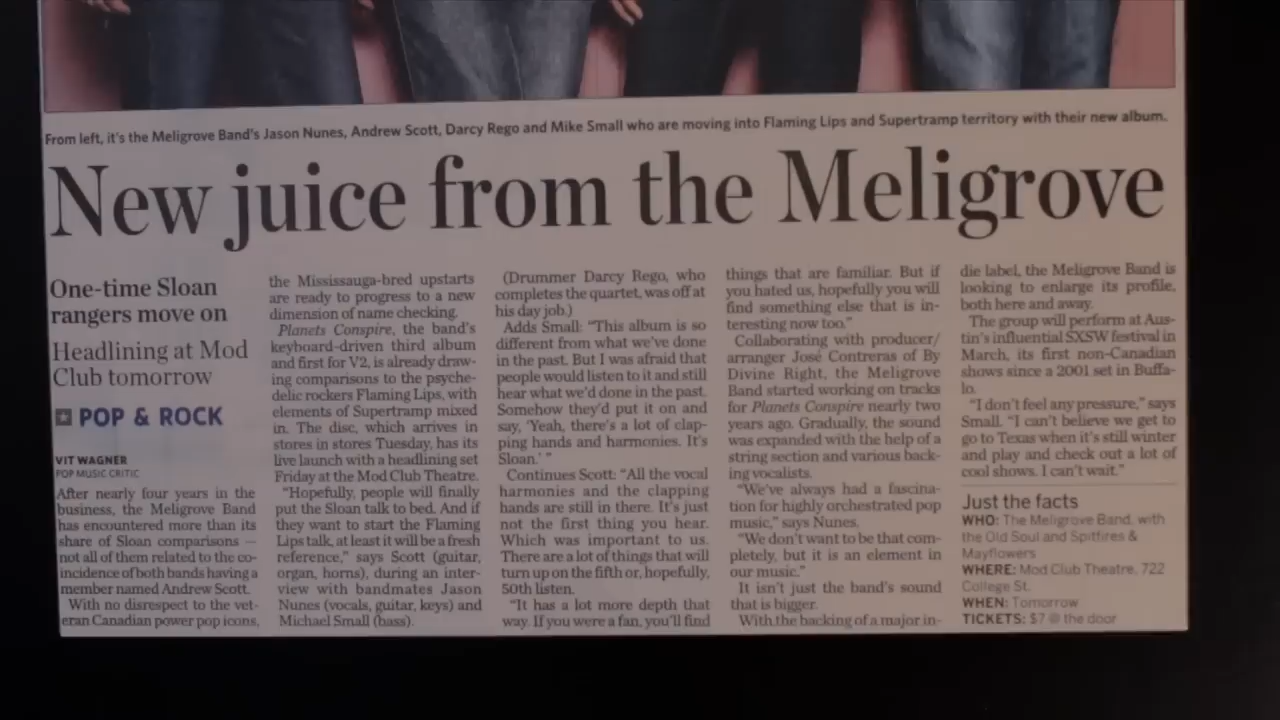 From left, it's the Meligrove Band's Jason Nunes, Andrew Scott, Darcy Rego and Mike Small who are moving into Flaming Lips and Supertramp territory with their new album.
New juice from the Meligrove
One-time Sloan
rangers move on
Headlining at Mod
Club tomorrow
POP & ROCK
VIT WAGNER
POP MUSIC CRITIC
After nearly four years in the
business, the Meligrove Band
has encountered more than its
share of Sloan comparisons —
not all of them related to the co-
incidence of both bands having a
member named Andrew Scott.
With no disrespect to the vet-
eran Canadian power pop icons,
the Mississauga-bred upstarts
are ready to progress to a new
dimension of name checking.
Planets Conspire, the band's
keyboard-driven third album
and first for V2, is already draw-
ing comparisons to the psyche-
delic rockers Flaming Lips, with
elements of Supertramp mixed
in. The disc, which arrives in
stores in stores Tuesday, has its
live launch with a headlining set
Friday at the Mod Club Theatre.
"Hopefully, people will finally
put the Sloan talk to bed. And if
they want to start the Flaming
Lips talk, at least it will be a fresh
reference," says Scott (guitar,
organ, horns), during an inter-
view with bandmates Jason
Nunes (vocals, guitar, keys) and
Michael Small (bass).
(Drummer Darcy Rego, who
completes the quartet, was off at
his day job.)
Adds Small: "This album is so
different from what we've done
in the past. But I was afraid that
people would listen to it and still
hear what we'd done in the past.
Somehow they'd put it on and
say, 'Yeah, there's a lot of clap-
ping hands and harmonies. It's
Sloan.' "
Continues Scott: "All the vocal
harmonies and the clapping
hands are still in there. It's just
not the first thing you hear.
Which was important to us.
There are a lot of things that will
turn up on the fifth or, hopefully,
50th listen.
"It has a lot more depth that
way. If you were a fan, you'll find
things that are familiar. But if
you hated us, hopefully you will
find something else that is in-
teresting now too."
Collaborating with producer/
arranger José Contreras of By
Divine Right, the Meligrove
Band started working on tracks
for Planets Conspire nearly two
years ago. Gradually, the sound
was expanded with the help of a
string section and various back-
ing vocalists.
"We've always had a fascina-
tion for highly orchestrated pop
music," says Nunes.
"We don't want to be that com-
pletely, but it is an element in
our music."
It isn't just the band's sound
that is bigger.
With the backing of a major in-
die label, the Meligrove Band is
looking to enlarge its profile,
both here and away.
The group will perform at Aus-
tin's influential SXSW festival in
March, its first non-Canadian
shows since a 2001 set in Buffa-
lo.
"I don't feel any pressure," says
Small. "I can't believe we get to
go to Texas when it's still winter
and play and check out a lot of
cool shows. I can't wait."
Just the facts
WHO: The Meligrove Band, with
the Old Soul and Spitfires &
Mayflowers
WHERE: Mod Club Theatre, 722
College St.
WHEN: Tomorrow
TICKETS: $7 @ the door